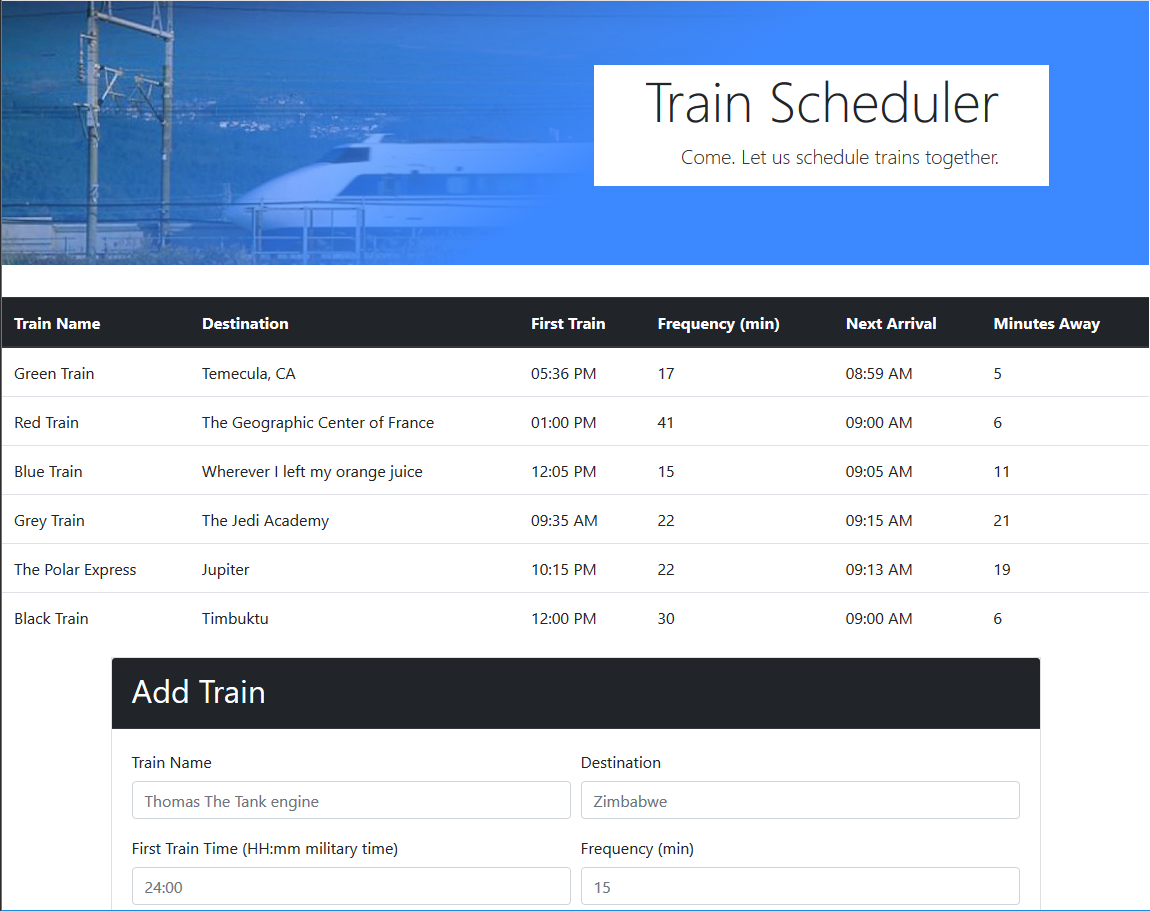 Train Scheduler
Come. Let us schedule trains together.
Train Name Destination First Train Frequency (min) Next Arrival Minutes Away
Green Train Temecula, CA 05:36 PM 17 08:59 AM 5
Red Train The Geographic Center of France 01:00 PM 41 09:00 AM 6
Blue Train Wherever I left my orange juice 12:05 PM 15 09:05 AM 11
Grey Train The Jedi Academy 09:35 AM 22 09:15 AM 21
The Polar Express Jupiter 10:15 PM 22 09:13 AM 19
Black Train Timbuktu 12:00 PM 30 09:00 AM 6
Add Train
Train Name Destination
Thomas The Tank engine Zimbabwe
First Train Time (HH:mm military time) Frequency (min)
24:00 15